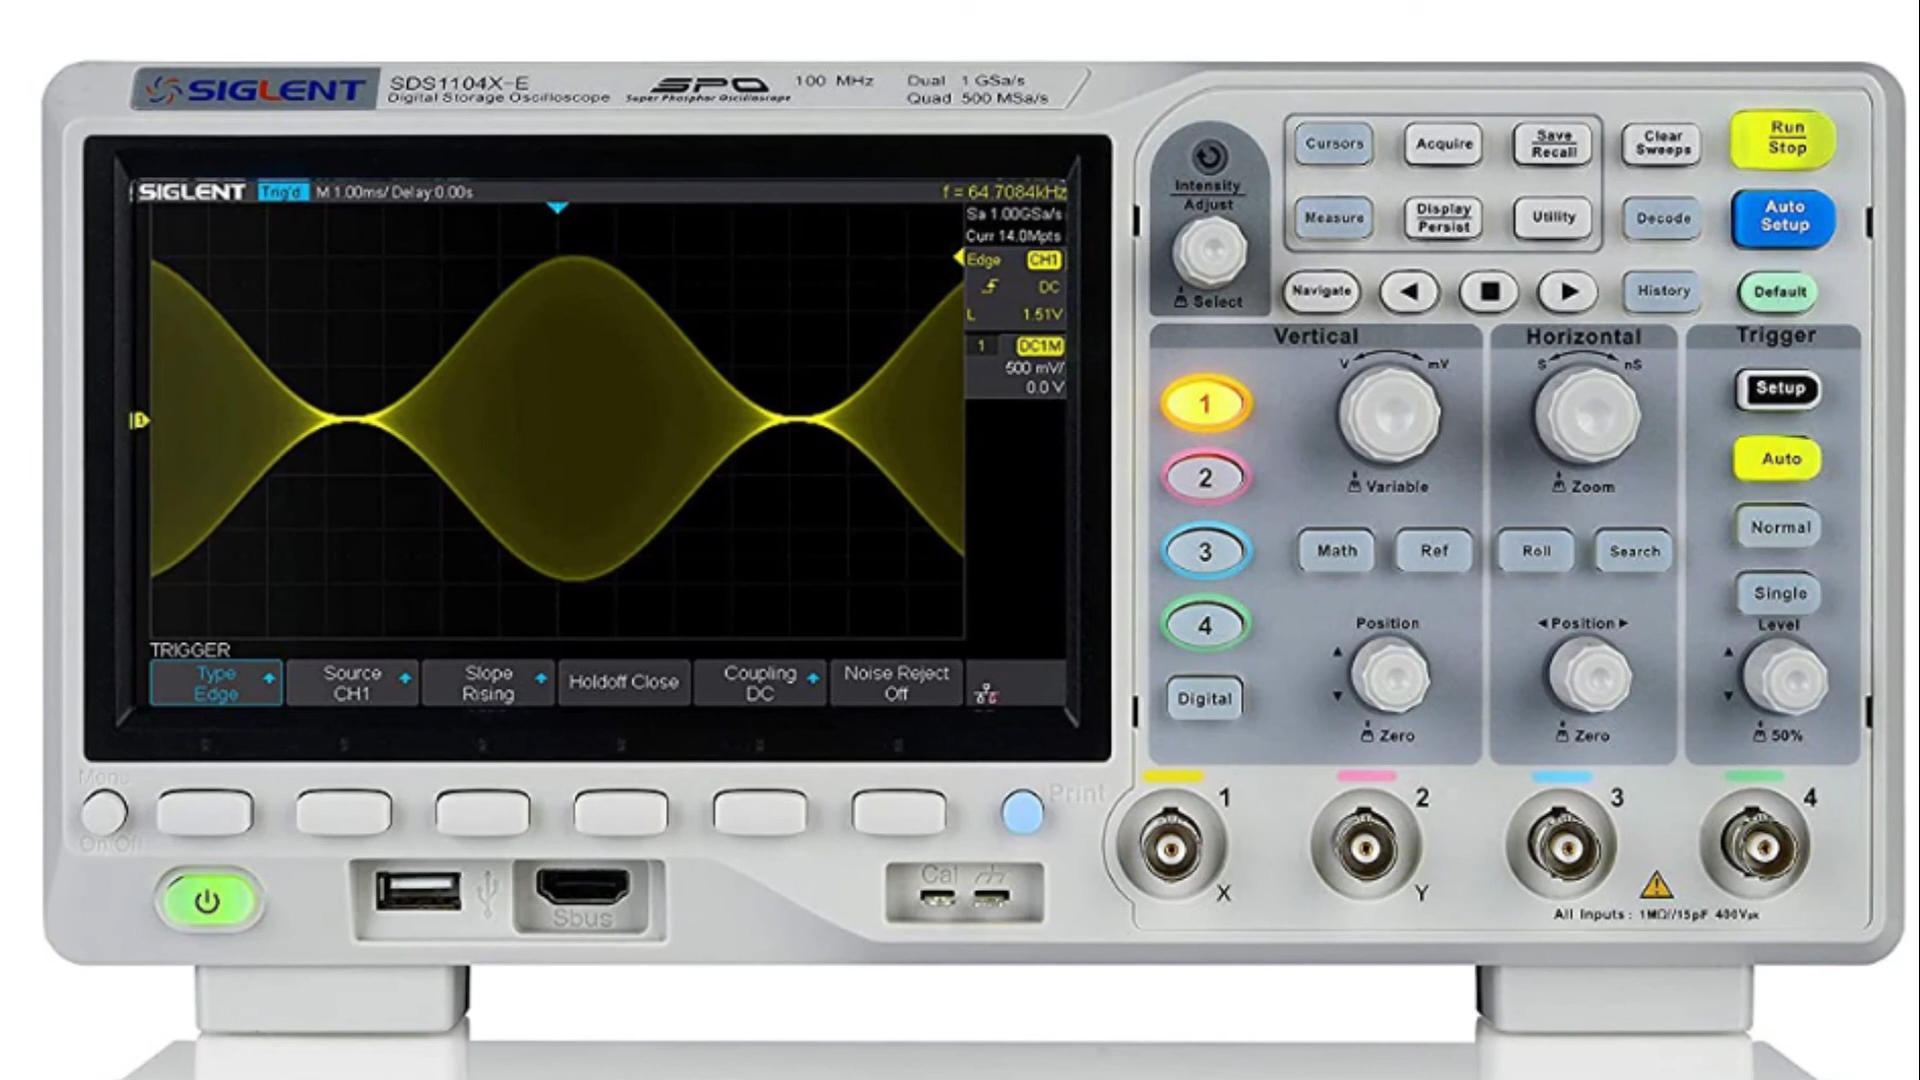 SIGLENT
SDS1104X-E
Digital Storage Oscilloscope
SPO
Super Phosphor Oscilloscope
100 MHz
Dual 1 GSa/s
Quad 500 MSa/s
SIGLENT Trig'd M 1.00ms/ Delay:0.00s f = 64.7084kHz
Sa 1.00GSa/s
Curr 14.0Mpts
Edge CH1
DC
L 1.51V
1 DC1M
500 mV/
0.0 V
1
TRIGGER
Type
Edge
Source
CH1
Slope
Rising
Holdoff Close
Coupling
DC
Noise Reject
Off
Intensity
Adjust
Select
Cursors
Acquire
Save
Recall
Clear
Sweeps
Run
Stop
Measure
Display
Persist
Utility
Decode
Auto
Setup
Navigate
History
Default
Vertical
V mV
Variable
1
2
3
4
Digital
Math
Ref
Position
Zero
Horizontal
S nS
Zoom
Roll
Search
Position
Zero
Trigger
Setup
Auto
Normal
Single
Level
50%
Menu
On/Off
Print
Sbus
Cal
1
X
2
Y
3
4
All Inputs : 1MΩ//15pF 400Vpk